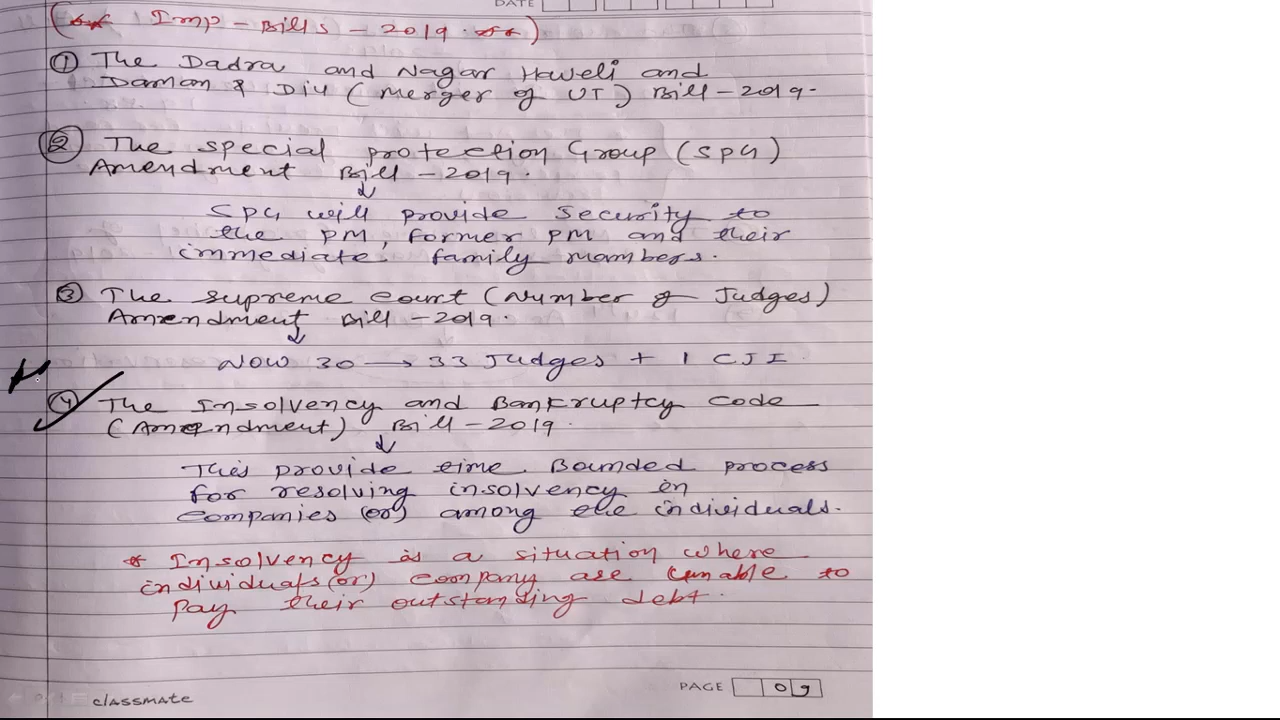 DATE
(** Imp - Bills - 2019 **)
① The Dadra and Nagar Haweli and
Daman & Diu (Merger of UT) Bill - 2019.
② The special protection Group (SPG)
Amendment Bill - 2019.
↓
SPG will provide security to
the PM, former PM and their
immediate family mambers.
③ The supreme court (Number of Judges)
Amendment Bill - 2019.
↓
Now 30 → 33 Judges + 1 CJI
④ The Insolvency and Bankruptcy code
(Amendment) Bill - 2019.
↓
This provide time Bounded process
for resolving insolvency in
companies (or) among the individuals.
* Insolvency is a situation where
individuals (or) company are unable to
pay their outstanding debt.
classmate
PAGE 09